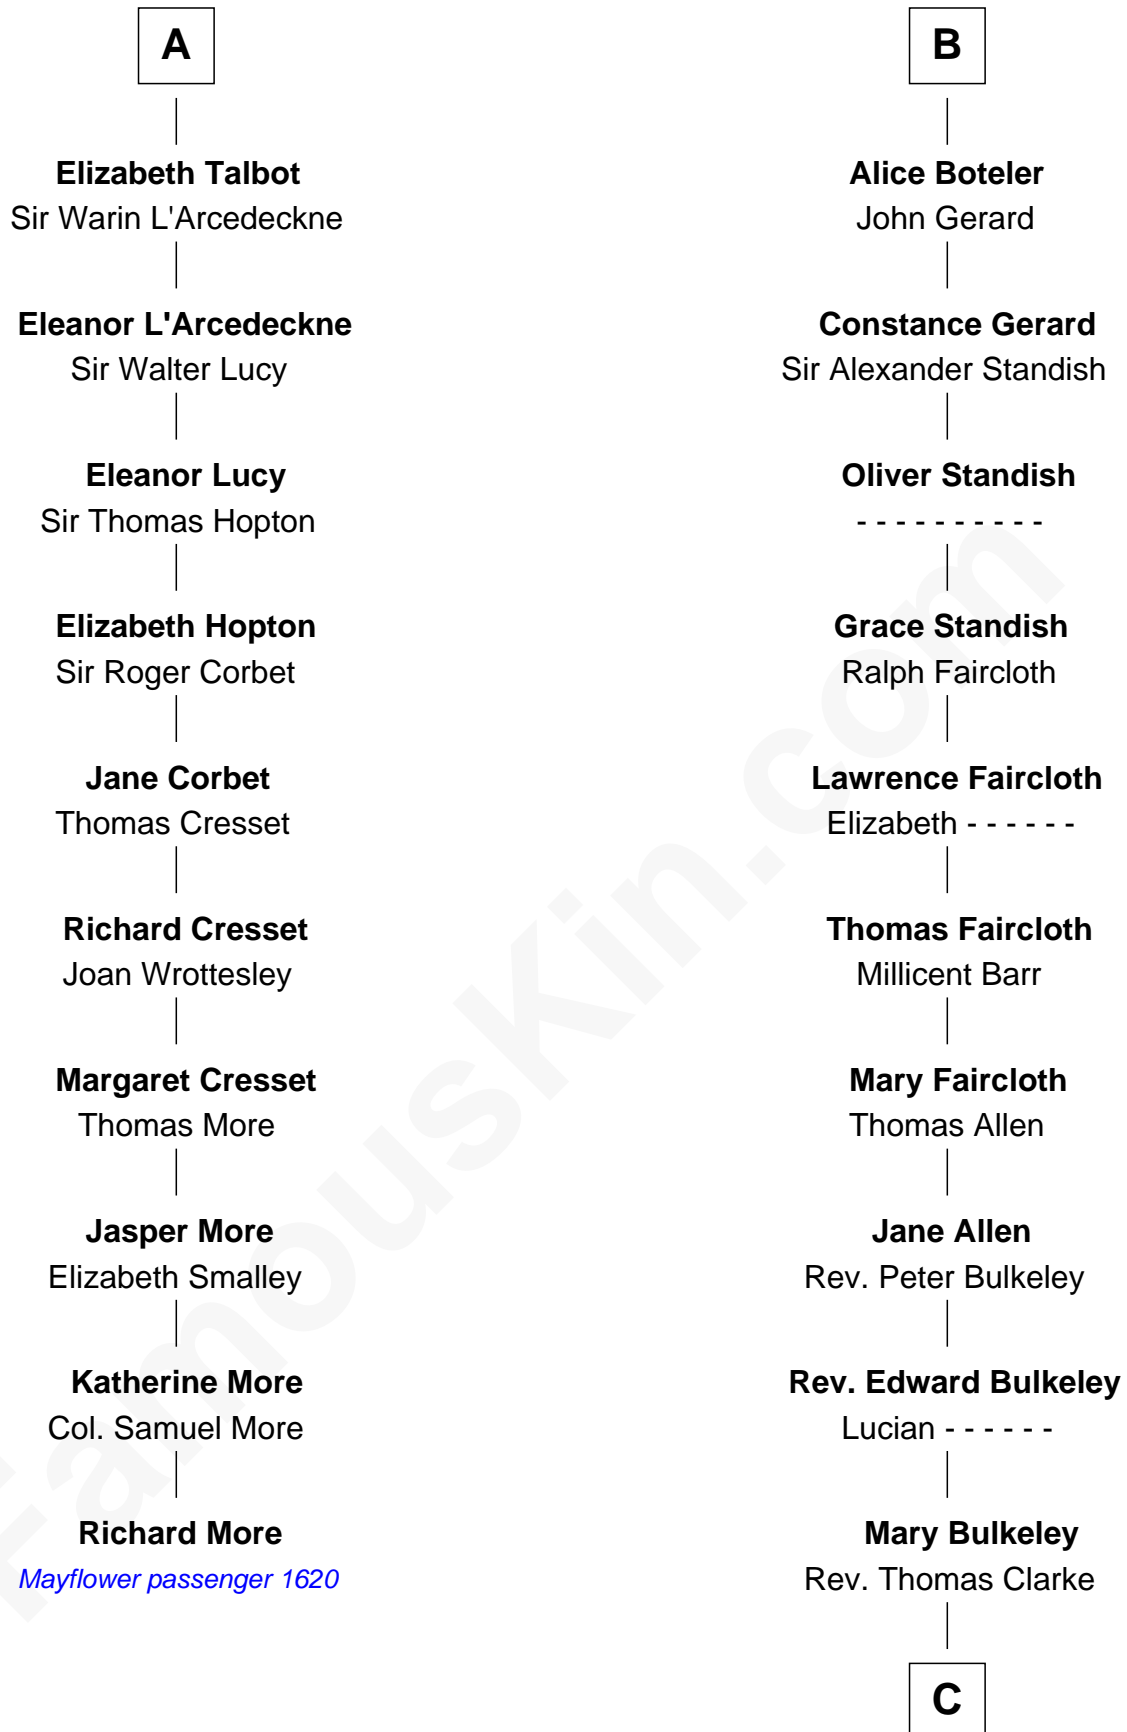 A
Elizabeth Talbot
Sir Warin L'Arcedeckne
Eleanor L'Arcedeckne
Sir Walter Lucy
Eleanor Lucy
Sir Thomas Hopton
Elizabeth Hopton
Sir Roger Corbet
Jane Corbet
Thomas Cresset
Richard Cresset
Joan Wrottesley
Margaret Cresset
Thomas More
Jasper More
Elizabeth Smalley
Katherine More
Col. Samuel More
Richard More
Mayflower passenger 1620
B
Alice Boteler
John Gerard
Constance Gerard
Sir Alexander Standish
Oliver Standish
- - - - - - - - - -
Grace Standish
Ralph Faircloth
Lawrence Faircloth
Elizabeth - - - - - -
Thomas Faircloth
Millicent Barr
Mary Faircloth
Thomas Allen
Jane Allen
Rev. Peter Bulkeley
Rev. Edward Bulkeley
Lucian - - - - - -
Mary Bulkeley
Rev. Thomas Clarke
C
FamousKin.com